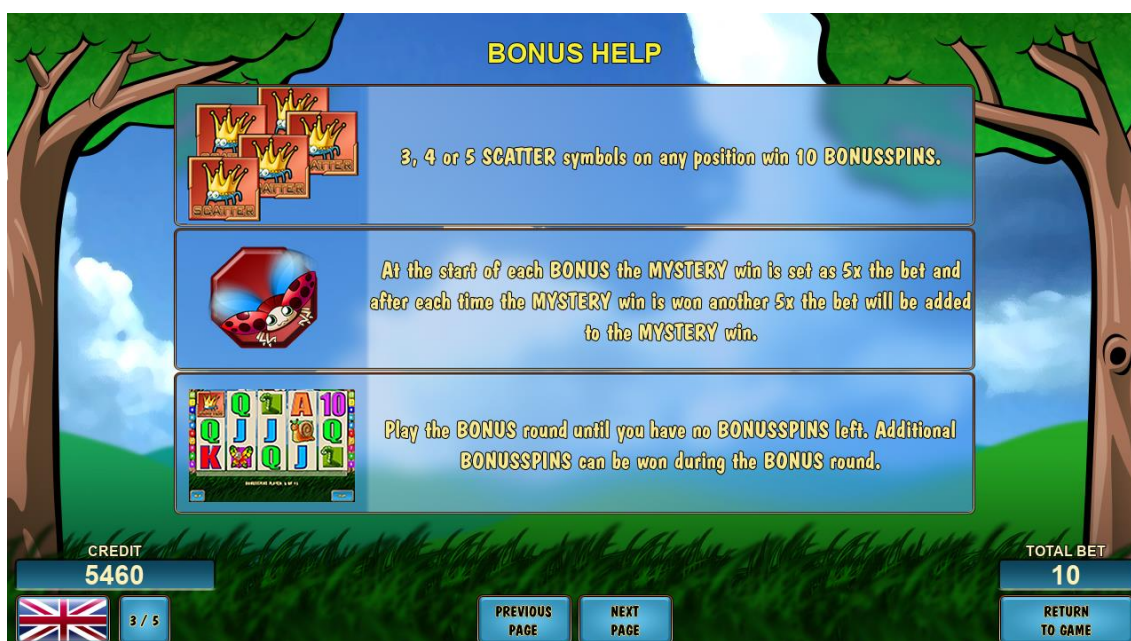 BONUS HELP
SCATTER
SCATTER
3, 4 or 5 SCATTER symbols on any position win 10 BONUSSPINS.
At the start of each BONUS the MYSTERY win is set as 5x the bet and
after each time the MYSTERY win is won another 5x the bet will be added
to the MYSTERY win.
Q A 10
Q J J Q
K Q J
Play the BONUS round until you have no BONUSSPINS left. Additional
BONUSSPINS can be won during the BONUS round.
CREDIT
5460
TOTAL BET
10
3 / 5
PREVIOUS
PAGE
NEXT
PAGE
RETURN
TO GAME